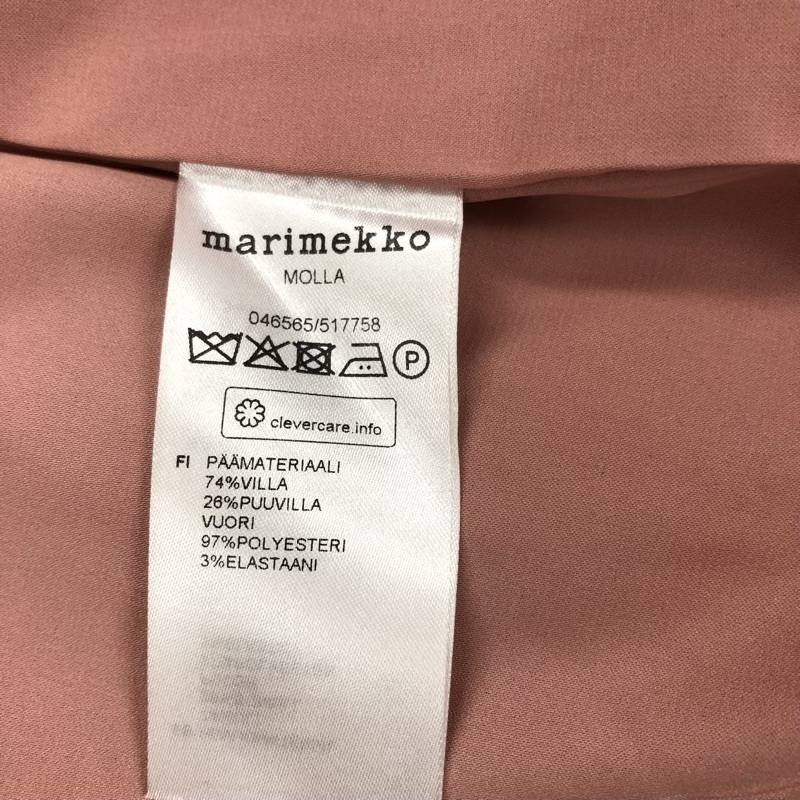 marimekko
MOLLA
046565/517758
P
clevercare.info
FI PÄÄMATERIAALI
74%VILLA
26%PUUVILLA
VUORI
97%POLYESTERI
3%ELASTAANI